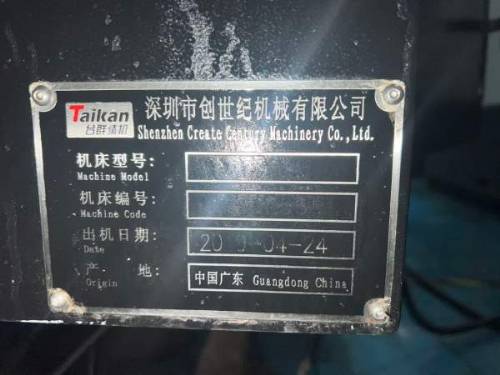 Taikan
台群精机
深圳市创世纪机械有限公司
Shenzhen Create Century Machinery Co.,Ltd.
机床型号:
Machine Model
机床编号:
Machine Code
出机日期:
Date
04-24
产 地:
Origin
中国广东 Guangdong China